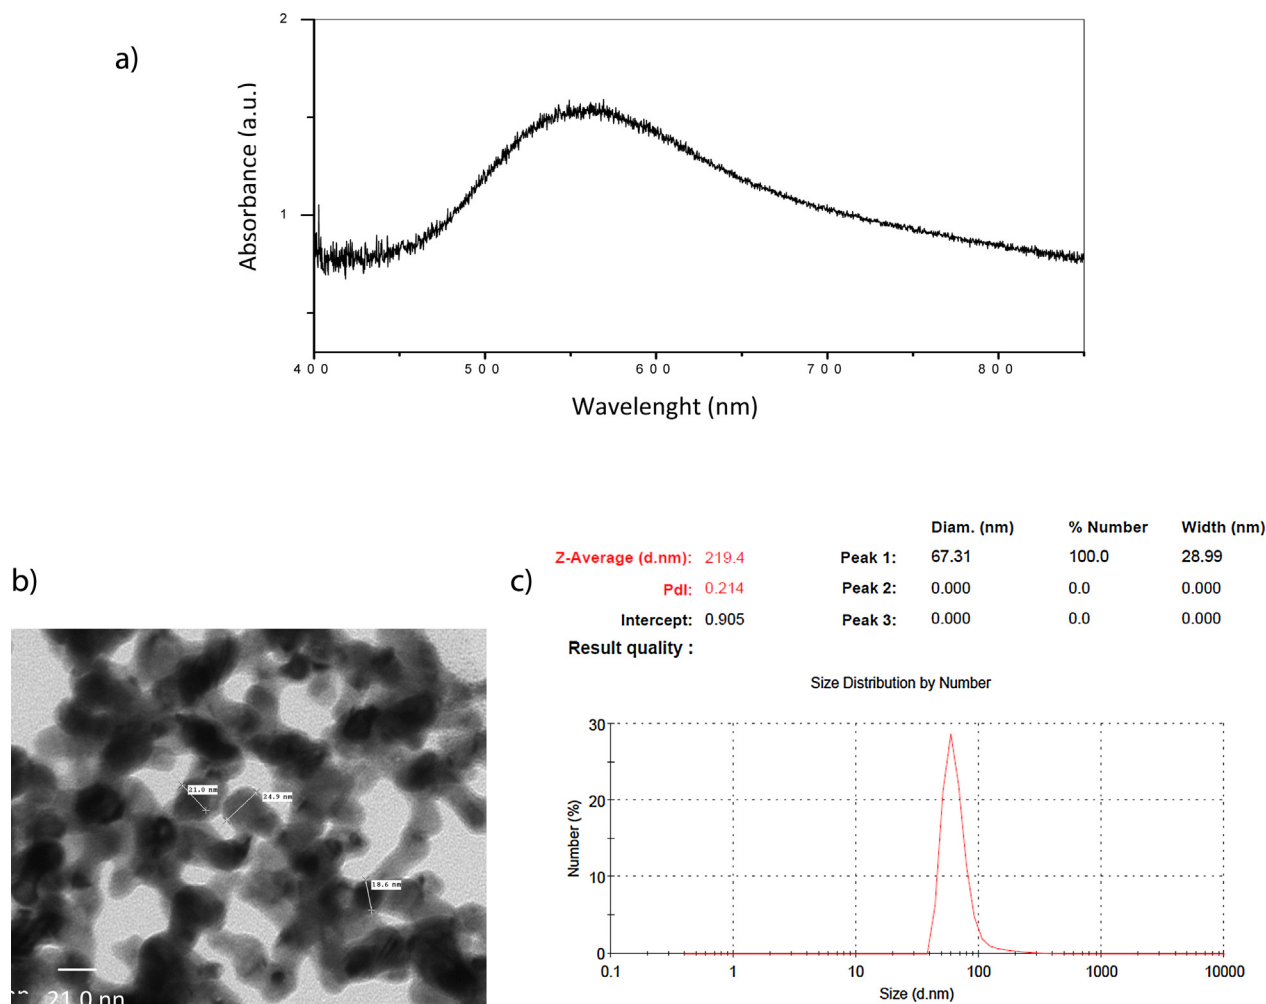 a)
2
1
Absorbance (a.u.)
400 500 600 700 800
Wavelenght (nm)
b)
21.0 nm
24.9 nm
18.6 nm
21.0 nn
c)
Diam. (nm) % Number Width (nm)
Z-Average (d.nm): 219.4 Peak 1: 67.31 100.0 28.99
PdI: 0.214 Peak 2: 0.000 0.0 0.000
Intercept: 0.905 Peak 3: 0.000 0.0 0.000
Result quality :
Size Distribution by Number
30
20
10
0
Number (%)
0.1 1 10 100 1000 10000
Size (d.nm)